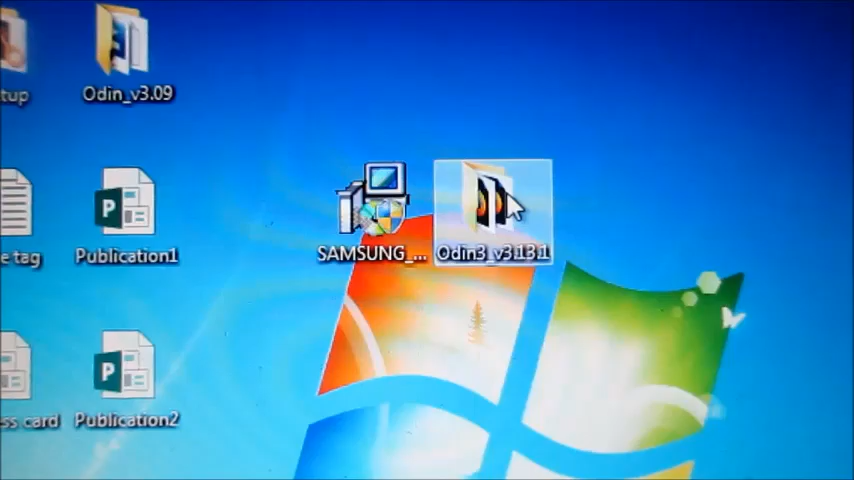 tup
Odin_v3.09
SAMSUNG_...
Odin3_v3.13.1
e tag
Publication1
ss card
Publication2